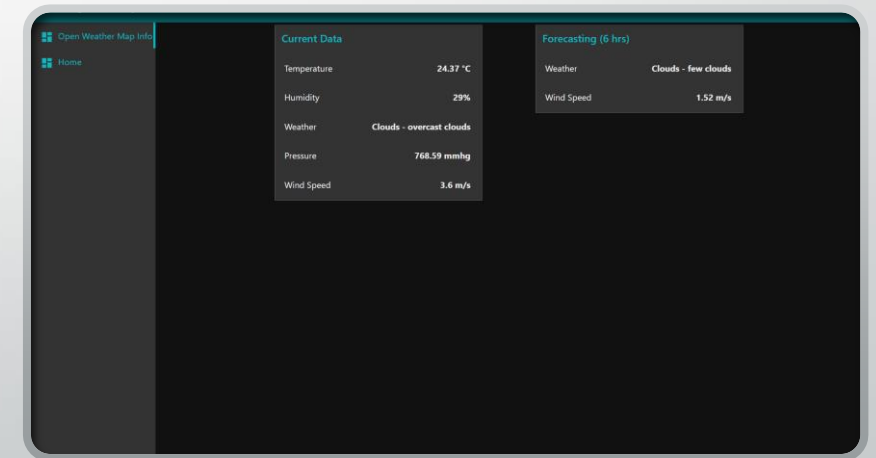 Open Weather Map Info
Home
Current Data
Temperature 24.37 °C
Humidity 29%
Weather Clouds - overcast clouds
Pressure 768.59 mmhg
Wind Speed 3.6 m/s
Forecasting (6 hrs)
Weather Clouds - few clouds
Wind Speed 1.52 m/s